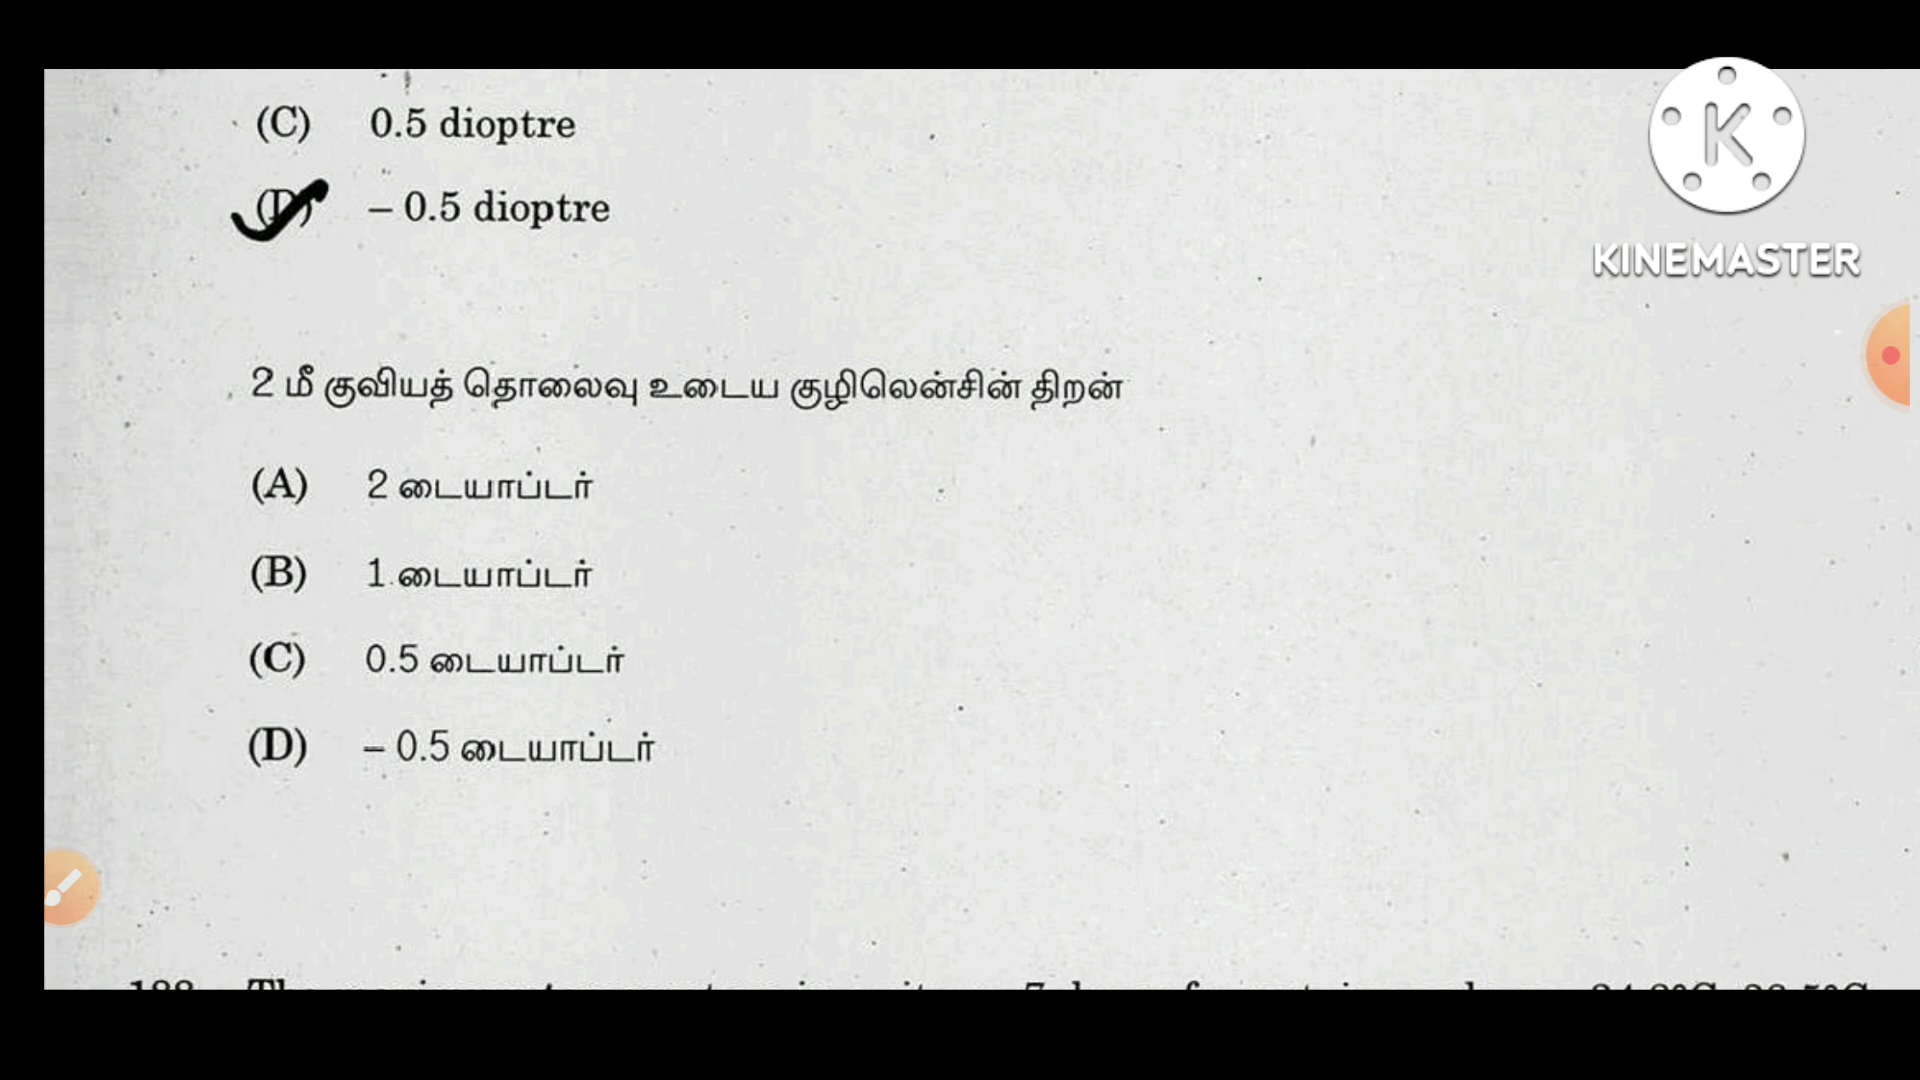 (C) 0.5 dioptre
(D) – 0.5 dioptre
K
KINEMASTER
2 மீ குவியத் தொலைவு உடைய குழிலென்சின் திறன்
(A) 2 டையாப்டர்
(B) 1 டையாப்டர்
(C) 0.5 டையாப்டர்
(D) – 0.5 டையாப்டர்